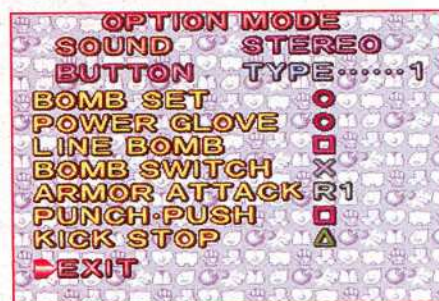 OPTION MODE
SOUND STEREO
BUTTON TYPE······1
BOMB SET ○
POWER GLOVE ○
LINE BOMB □
BOMB SWITCH ×
ARMOR ATTACK R1
PUNCH·PUSH □
KICK STOP △
EXIT